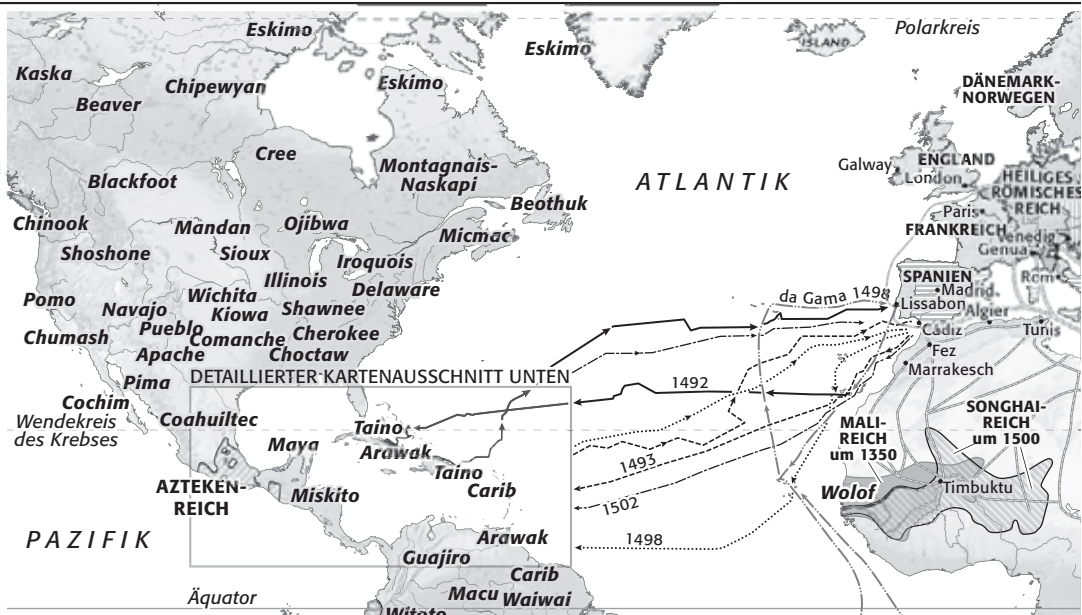 Eskimo
Polarkreis
ISLAND
Eskimo
Kaska
Chipewyan
Eskimo
Beaver
DÄNEMARK-
NORWEGEN
Cree
Galway
ENGLAND
London
Montagnais-
Naskapi
HEILIGES
RÖMISCHES
REICH
Blackfoot
ATLANTIK
Beothuk
Paris
FRANKREICH
Chinook
Mandan
Ojibwa
Micmac
Venedig
Genua
Shoshone
Sioux
Iroquois
Illinois
Delaware
SPANIEN
Rom
Madrid
Pomo
Wichita
Kiowa
da Gama 1498
Lissabon
Navajo
Shawnee
Algier
Chumash
Pueblo
Comanche
Cherokee
Cádiz
Tunis
Apache
Choctaw
Fez
Pima
DETAILLIERTER KARTENAUSSCHNITT UNTEN
1492
Marrakesch
Cochim
Wendekreis
des Krebses
Coahuiltec
Taino
MALI-
REICH
um 1350
SONGHAI-
REICH
um 1500
Maya
Arawak
1493
Taino
AZTEKEN-
REICH
Miskito
Carib
Wolof
Timbuktu
1502
PAZIFIK
Arawak
1498
Guajiro
Carib
Macu
Waiwai
Äquator
Witoto